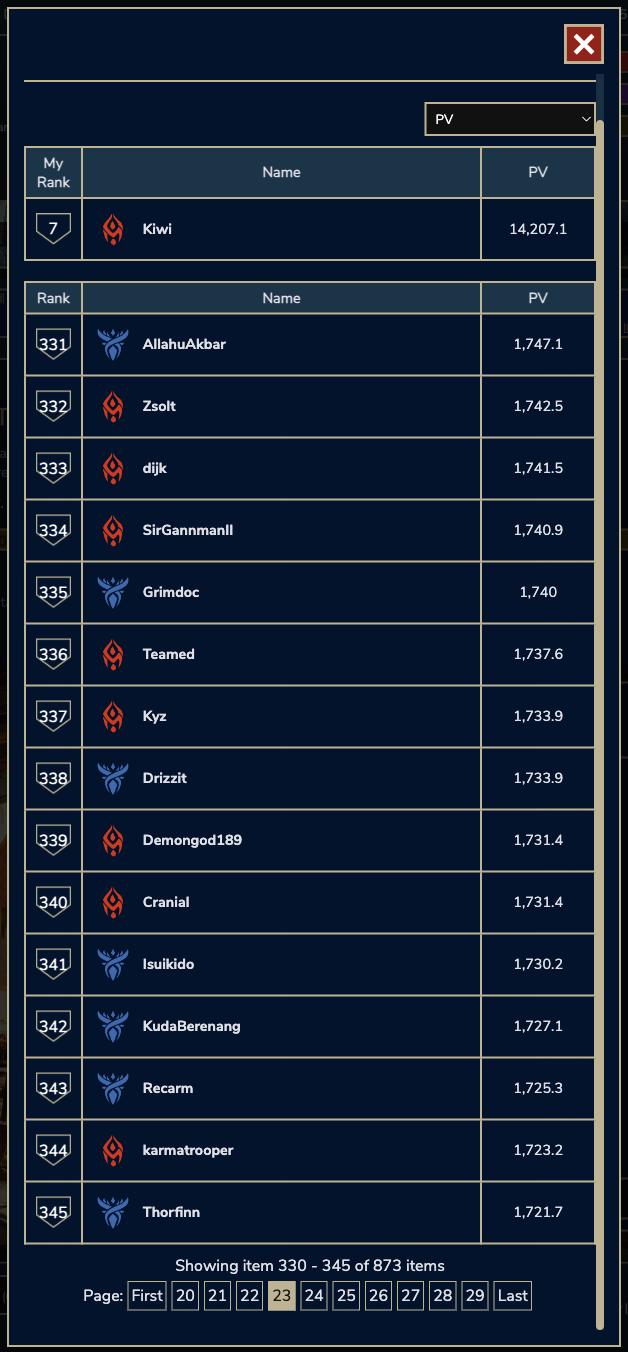 PV
My Rank Name PV
7 Kiwi 14,207.1
Rank Name PV
331 AllahuAkbar 1,747.1
332 Zsolt 1,742.5
333 dijk 1,741.5
334 SirGannmanII 1,740.9
335 Grimdoc 1,740
336 Teamed 1,737.6
337 Kyz 1,733.9
338 Drizzit 1,733.9
339 Demongod189 1,731.4
340 Cranial 1,731.4
341 Isuikido 1,730.2
342 KudaBerenang 1,727.1
343 Recarm 1,725.3
344 karmatrooper 1,723.2
345 Thorfinn 1,721.7
Showing item 330 - 345 of 873 items
Page: First 20 21 22 23 24 25 26 27 28 29 Last